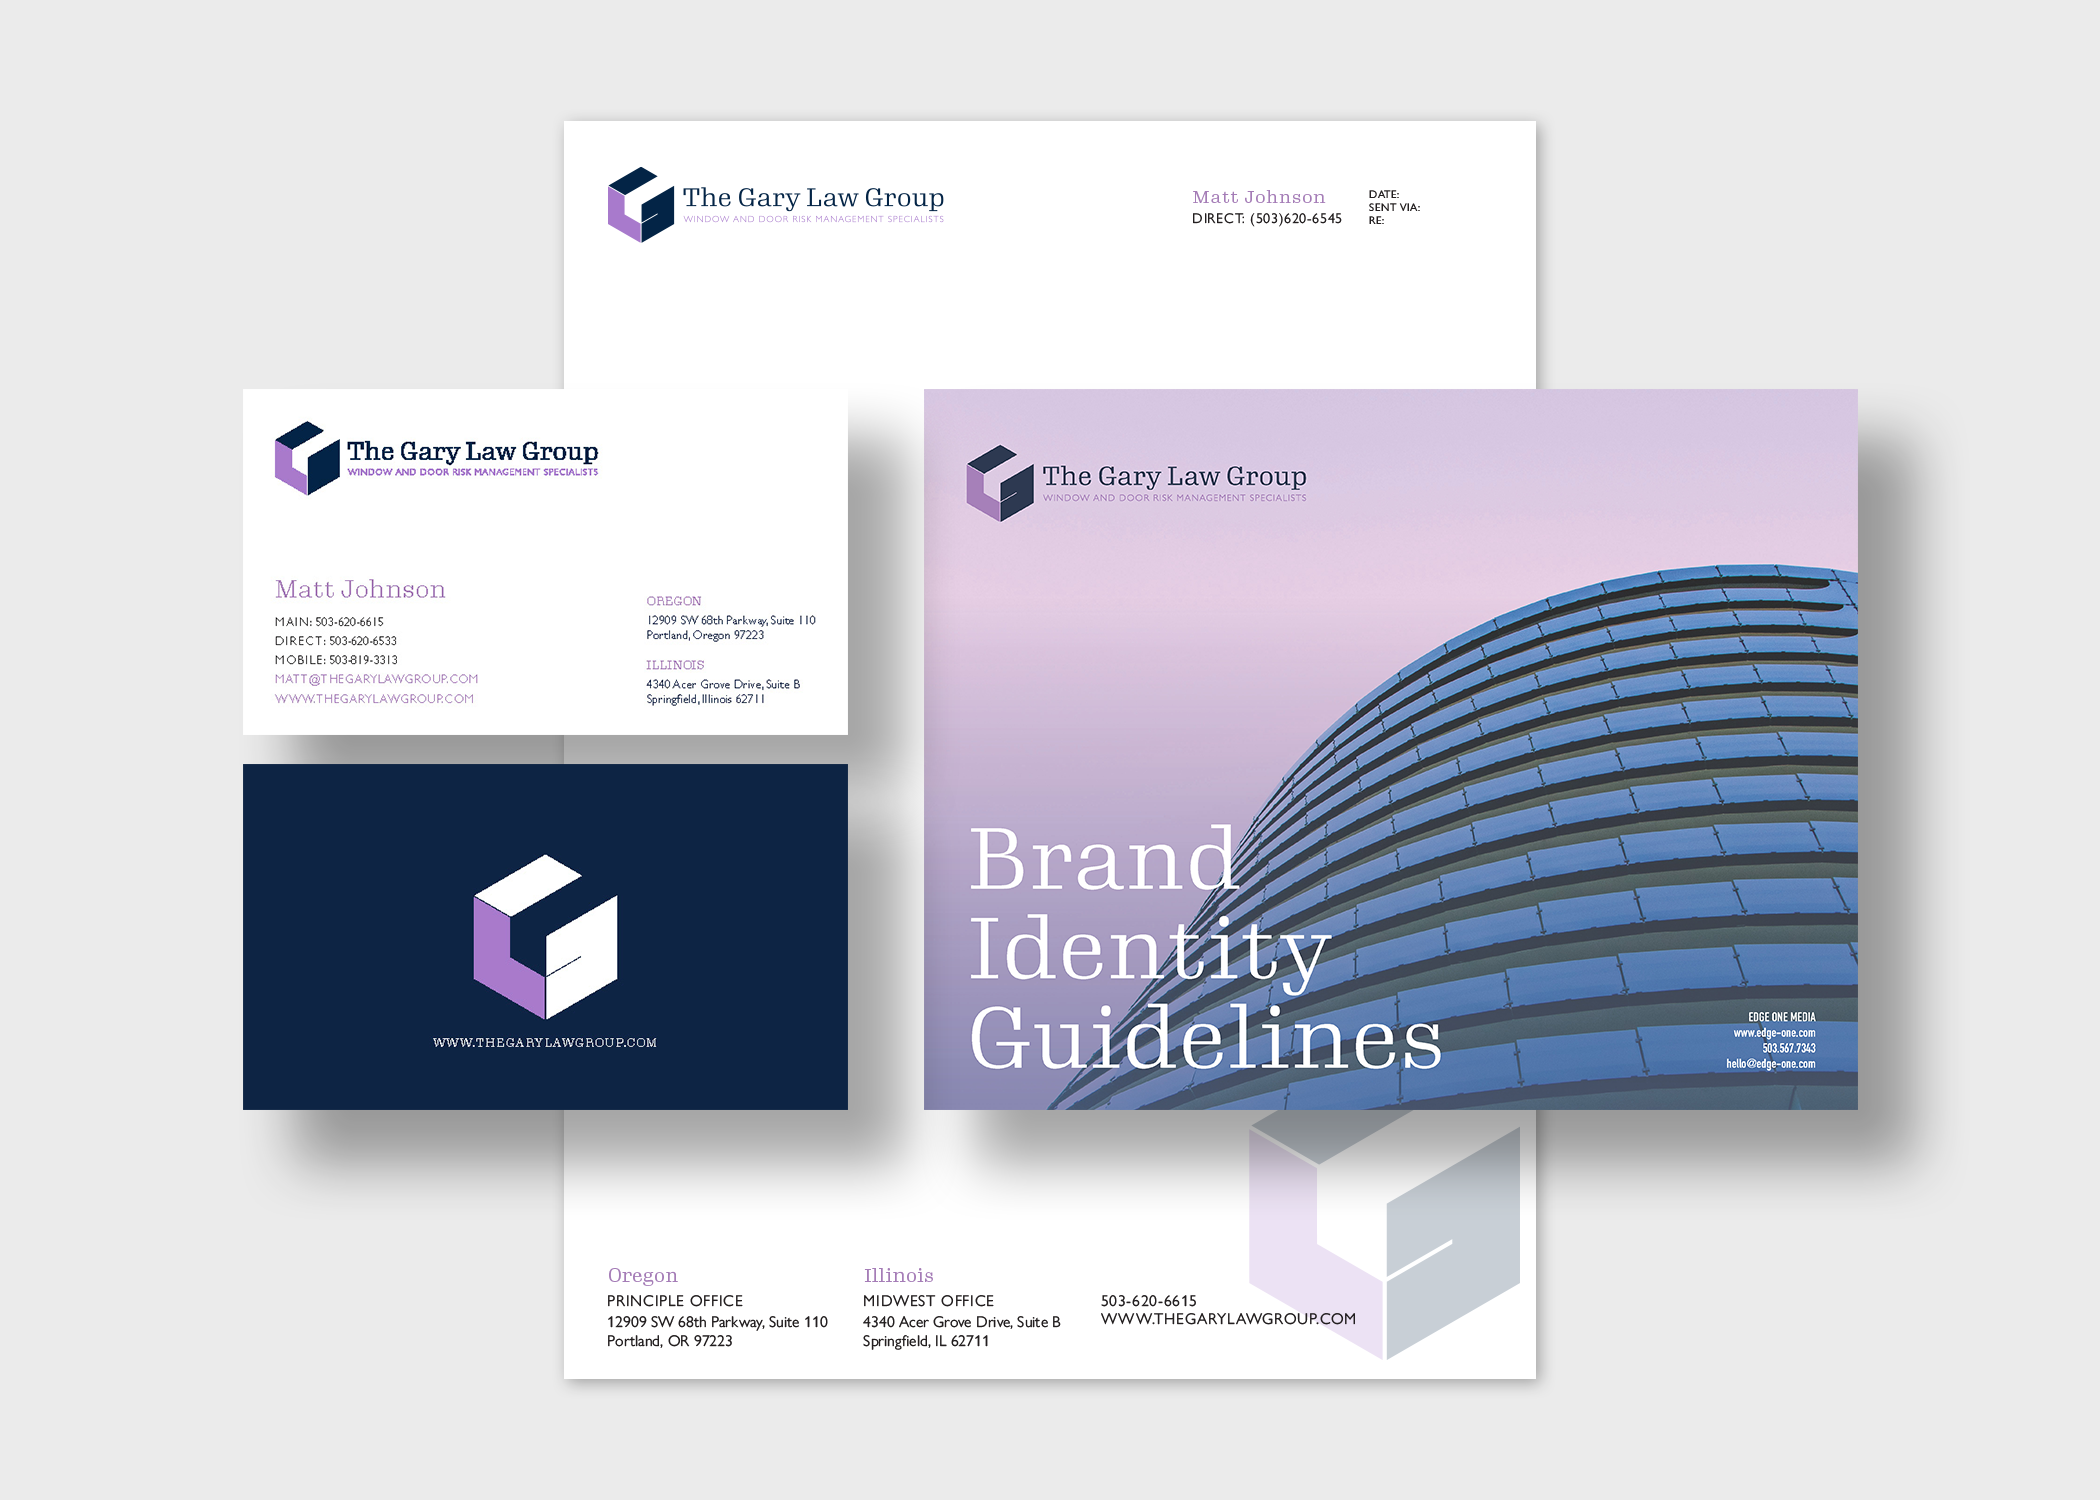 The Gary Law Group
WINDOW AND DOOR RISK MANAGEMENT SPECIALISTS
Matt Johnson
DIRECT: (503)620-6545
DATE:
SENT VIA:
RE:
The Gary Law Group
WINDOW AND DOOR RISK MANAGEMENT SPECIALISTS
Matt Johnson
MAIN: 503-620-6615
DIRECT: 503-620-6533
MOBILE: 503-819-3313
MATT@THEGARYLAWGROUP.COM
WWW.THEGARYLAWGROUP.COM
OREGON
12909 SW 68th Parkway, Suite 110
Portland, Oregon 97223
ILLINOIS
4340 Acer Grove Drive, Suite B
Springfield, Illinois 62711
WWW.THEGARYLAWGROUP.COM
The Gary Law Group
WINDOW AND DOOR RISK MANAGEMENT SPECIALISTS
Brand
Identity
Guidelines
EDGE ONE MEDIA
www.edge-one.com
503.567.7343
hello@edge-one.com
Oregon
PRINCIPLE OFFICE
12909 SW 68th Parkway, Suite 110
Portland, OR 97223
Illinois
MIDWEST OFFICE
4340 Acer Grove Drive, Suite B
Springfield, IL 62711
503-620-6615
WWW.THEGARYLAWGROUP.COM